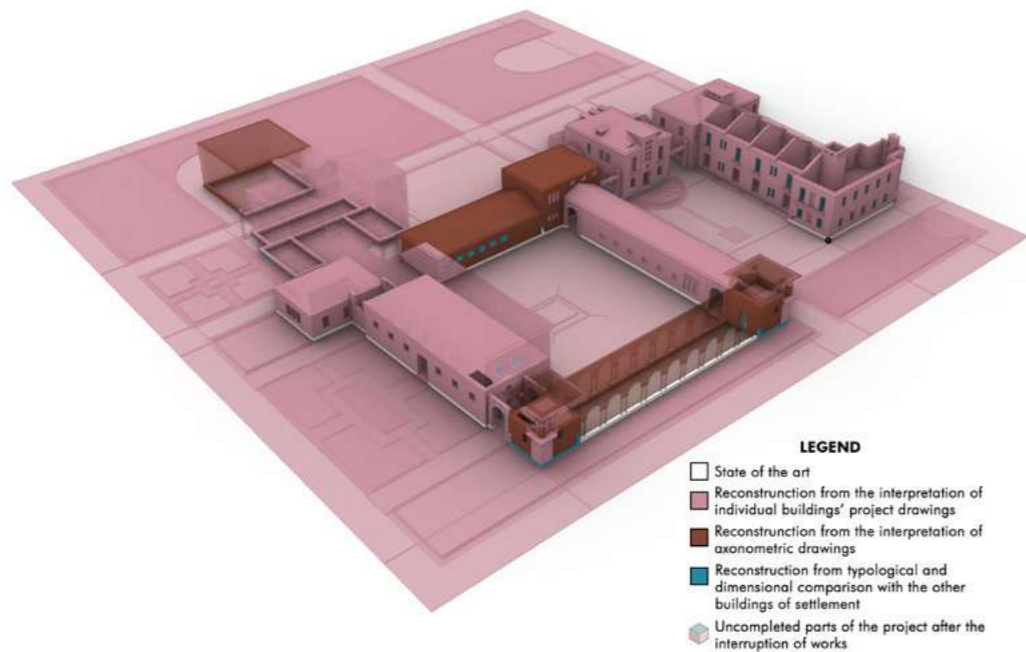 LEGEND
State of the art
Reconstrunction from the interpretation of
individual buildings' project drawings
Reconstrunction from the interpretation of
axonometric drawings
Reconstruction from typological and
dimensional comparison with the other
buildings of settlement
Uncompleted parts of the project after the
interruption of works